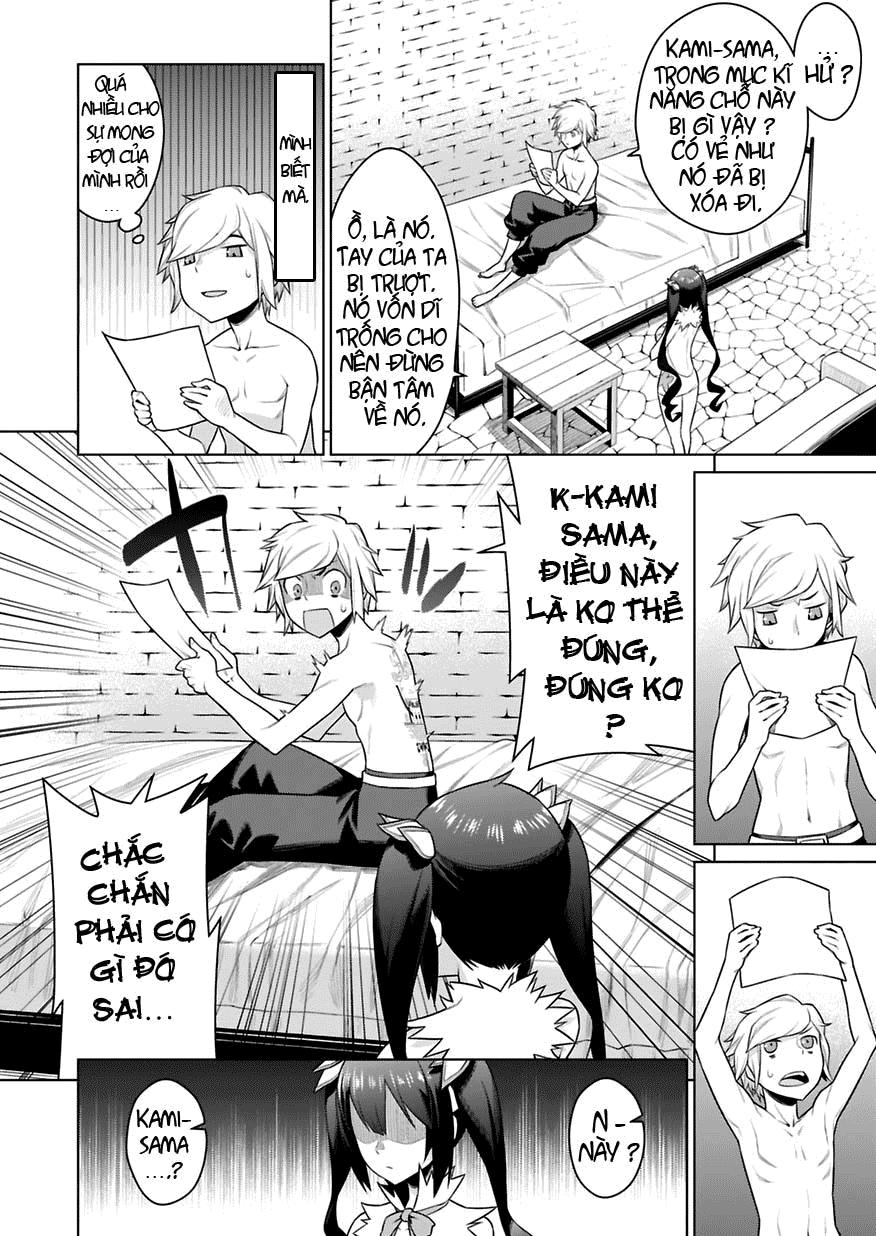 ...
HỬ ?
KAMI-SAMA,
TRONG MỤC KĨ
NĂNG CHỖ NÀY
BỊ GÌ VẬY ?
CÓ VẺ NHƯ
NÓ ĐÃ BỊ
XÓA ĐI.
Ồ, LÀ NÓ.
TAY CỦA TA
BỊ TRƯỢT.
NÓ VỐN DĨ
TRỐNG CHO
NÊN ĐỪNG
BẬN TÂM
VỀ NÓ.
MÌNH
BIẾT
MÀ.
QUÁ
NHIỀU CHO
SỰ MONG
ĐỢI CỦA
MÌNH RỒI
...
K-KAMI
SAMA,
ĐIỀU NÀY
LÀ KO THỂ
ĐÚNG,
ĐÚNG KO
?
CHẮC
CHẮN
PHẢI CÓ
GÌ ĐÓ
SAI...
N-
NÀY ?
KAMI-
SAMA
....?